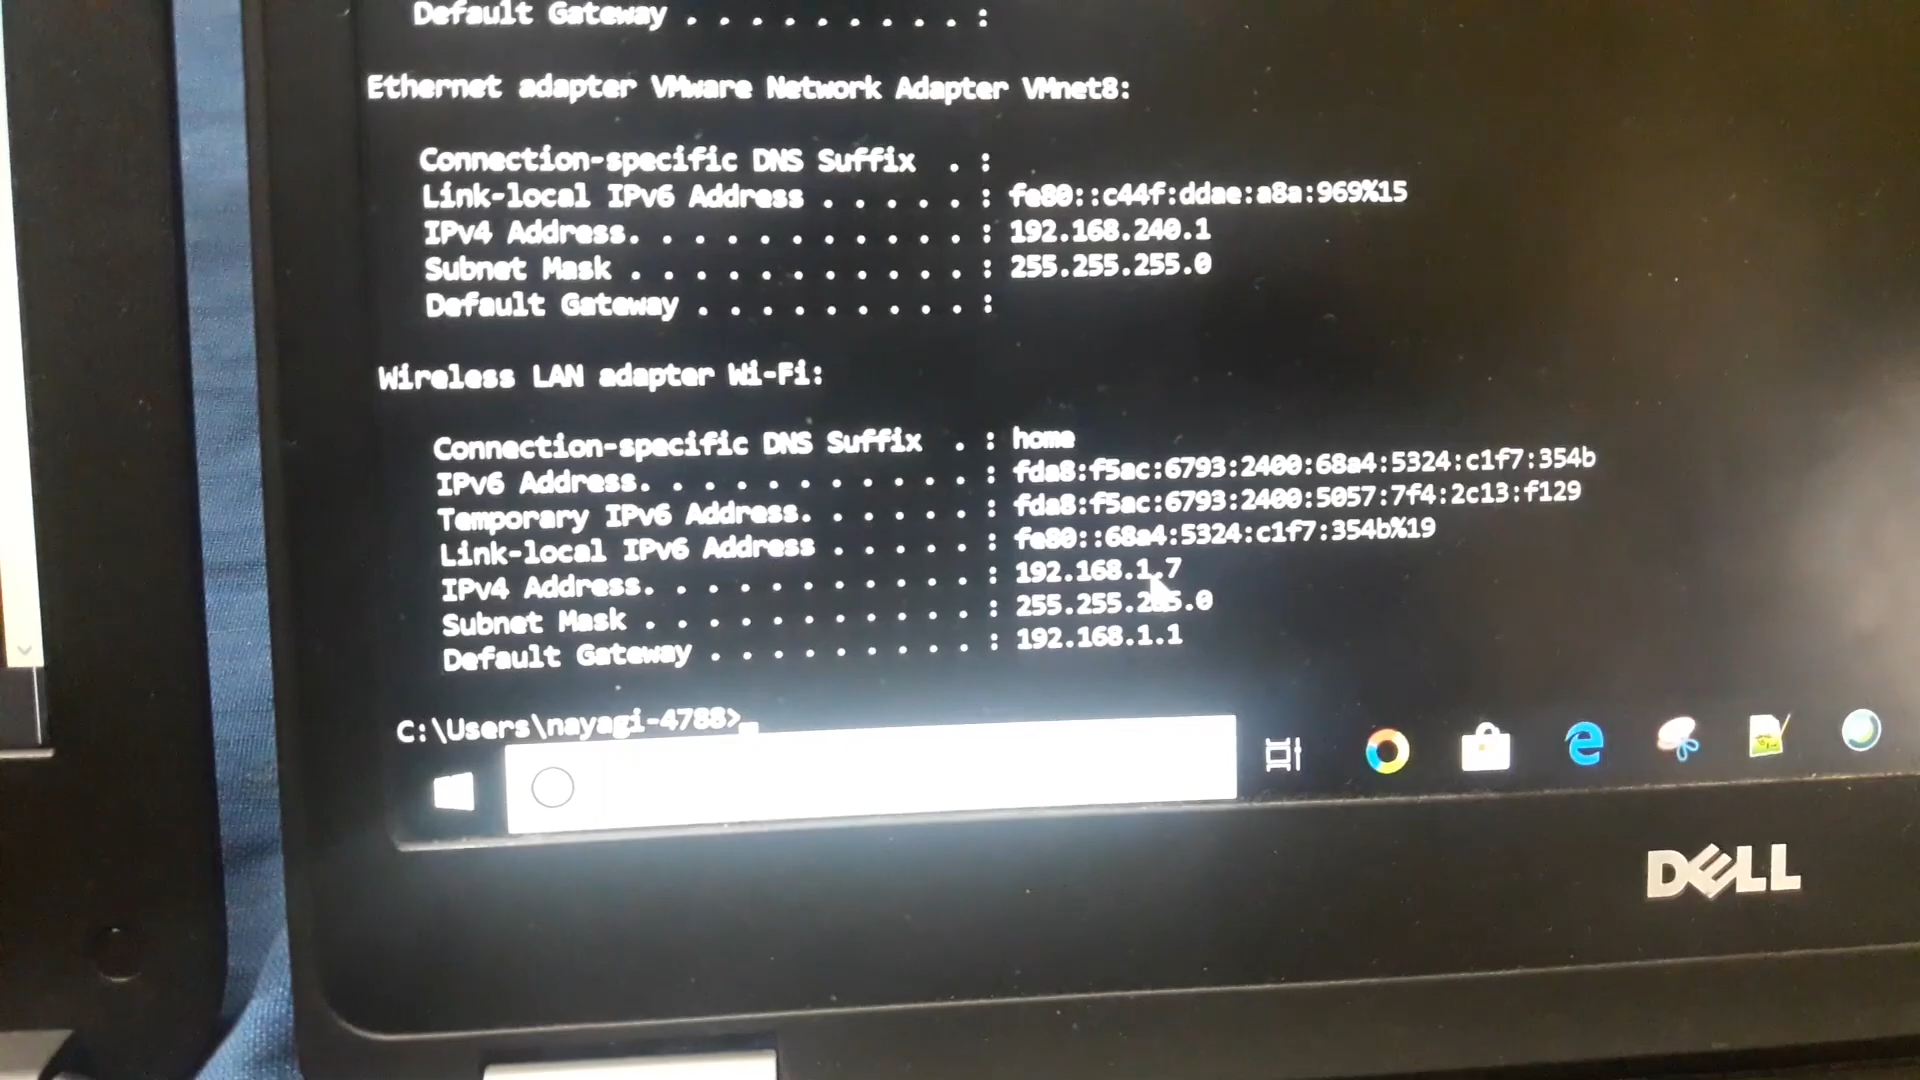 Default Gateway . . . . . . . . . :
Ethernet adapter VMware Network Adapter VMnet8:
Connection-specific DNS Suffix  . :
Link-local IPv6 Address . . . . . : fe80::c44f:ddae:a8a:969%15
IPv4 Address. . . . . . . . . . . : 192.168.240.1
Subnet Mask . . . . . . . . . . . : 255.255.255.0
Default Gateway . . . . . . . . . :
Wireless LAN adapter Wi-Fi:
Connection-specific DNS Suffix  . : home
IPv6 Address. . . . . . . . . . . : fda8:f5ac:6793:2400:68a4:5324:c1f7:354b
Temporary IPv6 Address. . . . . . : fda8:f5ac:6793:2400:5057:7f4:2c13:f129
Link-local IPv6 Address . . . . . : fe80::68a4:5324:c1f7:354b%19
IPv4 Address. . . . . . . . . . . : 192.168.1.7
Subnet Mask . . . . . . . . . . . : 255.255.255.0
Default Gateway . . . . . . . . . : 192.168.1.1
C:\Users\nayagi-4788>_
DELL